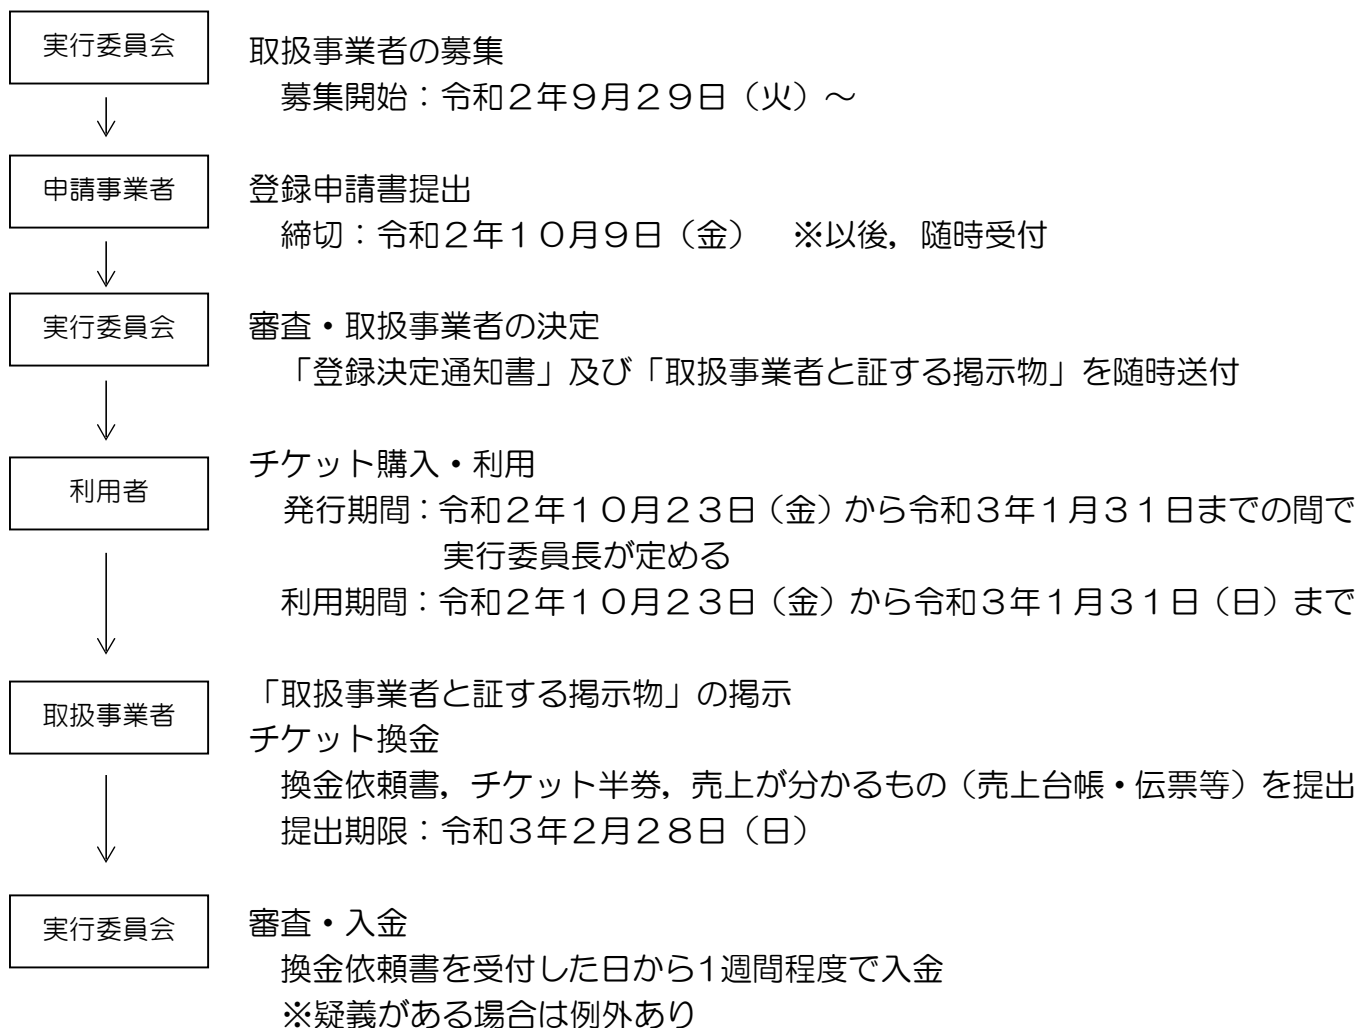 実行委員会
取扱事業者の募集
募集開始：令和２年９月２９日（火）～
申請事業者
登録申請書提出
締切：令和２年１０月９日（金）　※以後，随時受付
実行委員会
審査・取扱事業者の決定
「登録決定通知書」及び「取扱事業者と証する掲示物」を随時送付
利用者
チケット購入・利用
発行期間：令和２年１０月２３日（金）から令和３年１月３１日までの間で
実行委員長が定める
利用期間：令和２年１０月２３日（金）から令和３年１月３１日（日）まで
取扱事業者
「取扱事業者と証する掲示物」の掲示
チケット換金
換金依頼書，チケット半券，売上が分かるもの（売上台帳・伝票等）を提出
提出期限：令和３年２月２８日（日）
実行委員会
審査・入金
換金依頼書を受付した日から1週間程度で入金
※疑義がある場合は例外あり